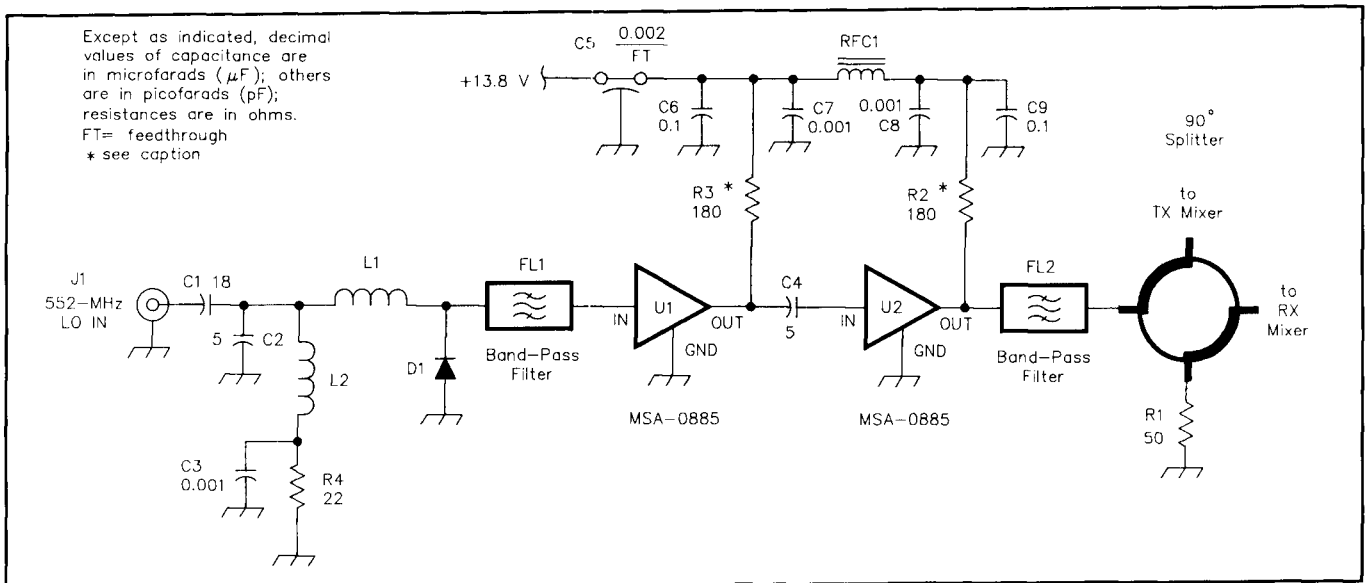 Except as indicated, decimal
values of capacitance are
in microfarads (μF); others
are in picofarads (pF);
resistances are in ohms.
FT= feedthrough
* see caption
C5 0.002
FT
+13.8 V
C6
0.1
C7
0.001
RFC1
0.001
C8
C9
0.1
90°
Splitter
R3 *
180
R2 *
180
to
TX Mixer
J1
552-MHz
LO IN
C1 18
L1
FL1
Band-Pass
Filter
IN
U1
OUT
GND
MSA-0885
C4
5
IN
U2
OUT
GND
MSA-0885
FL2
Band-Pass
Filter
to
RX
Mixer
5
C2
L2
D1
C3
0.001
R4
22
R1
50